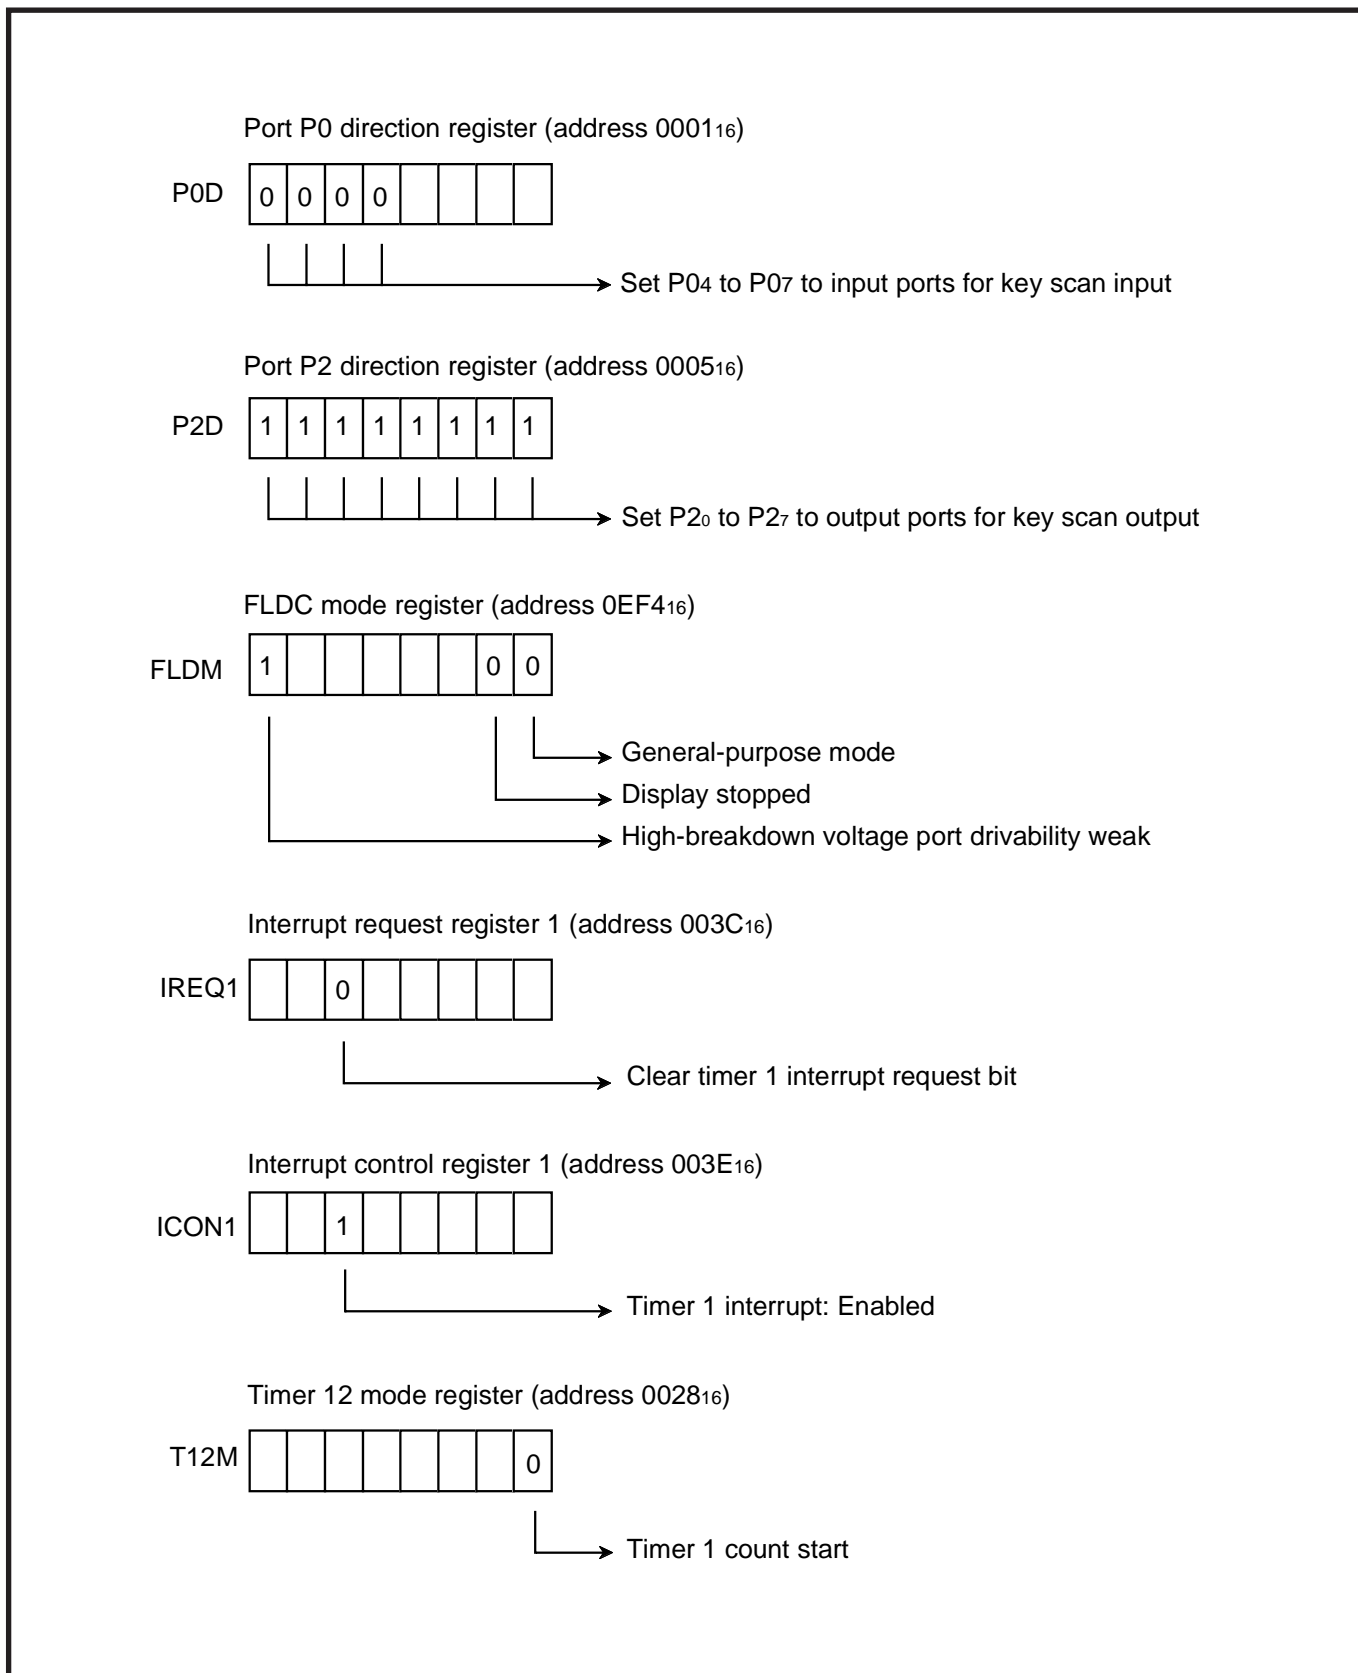 Port P0 direction register (address 000116)
P0D 0 0 0 0
Set P04 to P07 to input ports for key scan input
Port P2 direction register (address 000516)
P2D 1 1 1 1 1 1 1 1
Set P20 to P27 to output ports for key scan output
FLDC mode register (address 0EF416)
FLDM 1 0 0
General-purpose mode
Display stopped
High-breakdown voltage port drivability weak
Interrupt request register 1 (address 003C16)
IREQ1 0
Clear timer 1 interrupt request bit
Interrupt control register 1 (address 003E16)
ICON1 1
Timer 1 interrupt: Enabled
Timer 12 mode register (address 002816)
T12M 0
Timer 1 count start